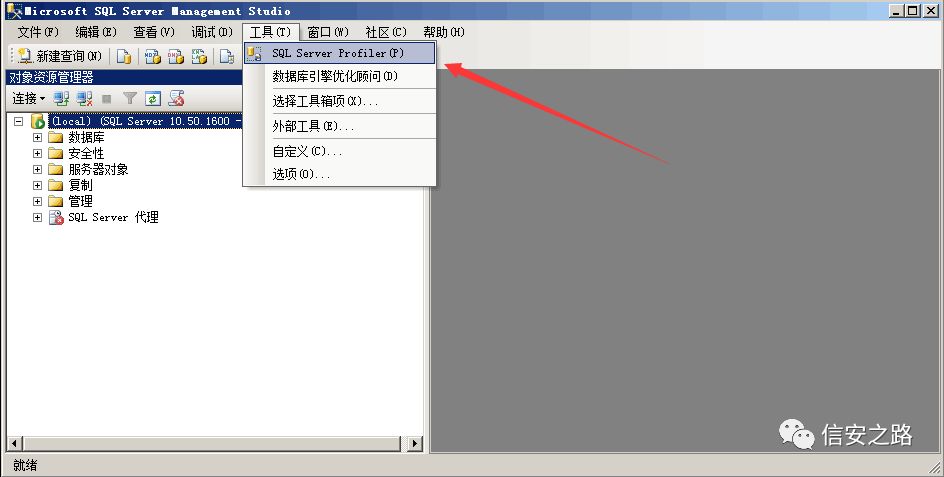 Microsoft SQL Server Management Studio
文件(F) 编辑(E) 查看(V) 调试(D) 工具(T) 窗口(W) 社区(C) 帮助(H)
新建查询(N)
SQL Server Profiler(P)
数据库引擎优化顾问(D)
选择工具箱项(X)...
外部工具(E)...
自定义(C)...
选项(O)...
对象资源管理器
连接
(local) (SQL Server 10.50.1600 -
数据库
安全性
服务器对象
复制
管理
SQL Server 代理
信安之路
就绪